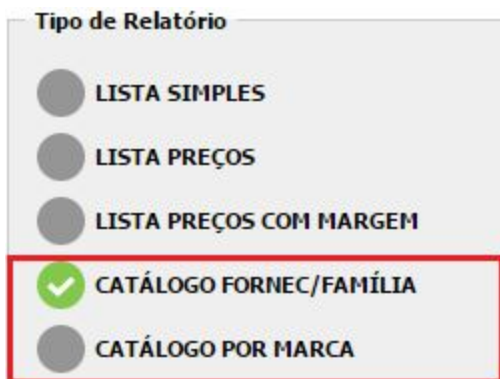 Tipo de Relatório
LISTA SIMPLES
LISTA PREÇOS
LISTA PREÇOS COM MARGEM
CATÁLOGO FORNEC/FAMÍLIA
CATÁLOGO POR MARCA